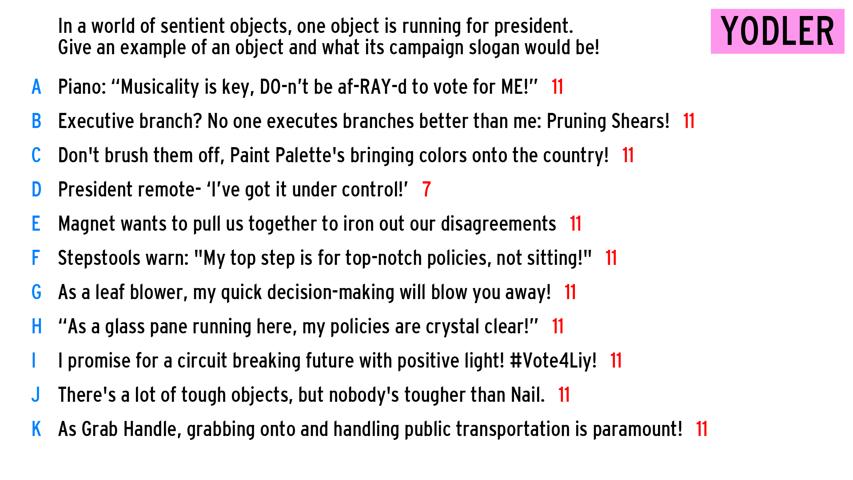 In a world of sentient objects, one object is running for president.
Give an example of an object and what its campaign slogan would be!
YODLER
A Piano: “Musicality is key, DO-n’t be af-RAY-d to vote for ME!” 11
B Executive branch? No one executes branches better than me: Pruning Shears! 11
C Don't brush them off, Paint Palette's bringing colors onto the country! 11
D President remote- ‘I’ve got it under control!’ 7
E Magnet wants to pull us together to iron out our disagreements 11
F Stepstools warn: "My top step is for top-notch policies, not sitting!" 11
G As a leaf blower, my quick decision-making will blow you away! 11
H “As a glass pane running here, my policies are crystal clear!” 11
I I promise for a circuit breaking future with positive light! #Vote4Liy! 11
J There's a lot of tough objects, but nobody's tougher than Nail. 11
K As Grab Handle, grabbing onto and handling public transportation is paramount! 11